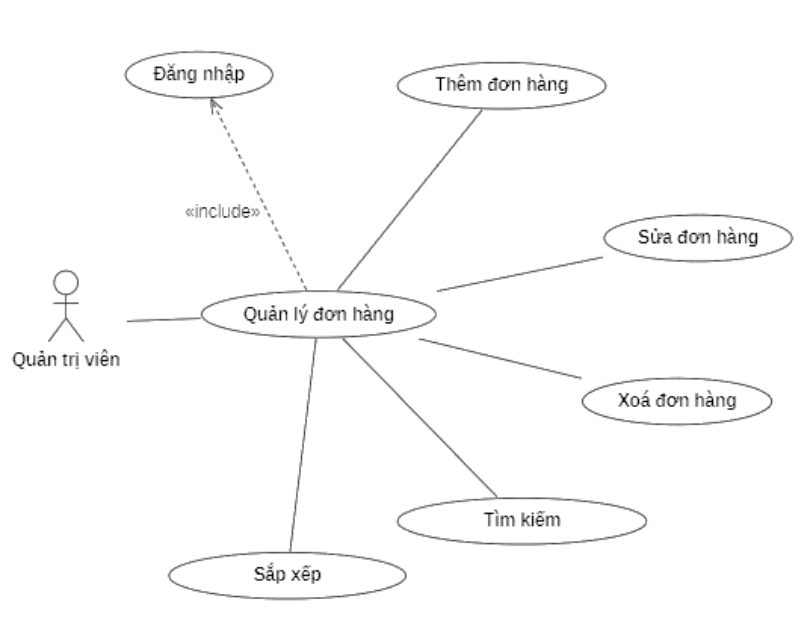 Đăng nhập
Thêm đơn hàng
«include»
Sửa đơn hàng
Quản lý đơn hàng
Quản trị viên
Xoá đơn hàng
Tìm kiếm
Sắp xếp